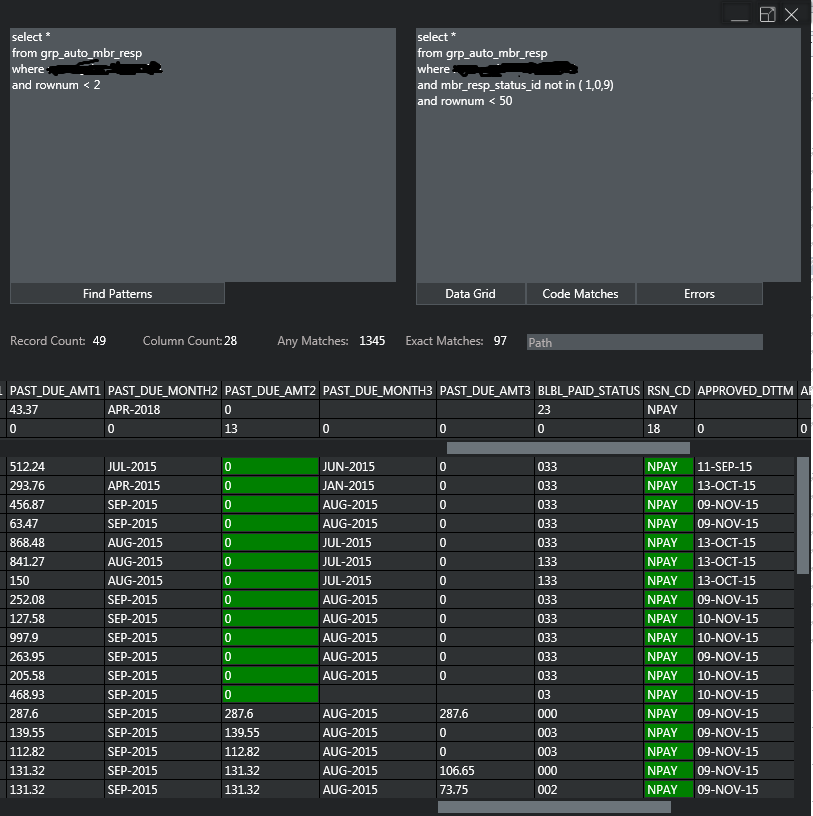 select *
from grp_auto_mbr_resp
where
and rownum < 2
select *
from grp_auto_mbr_resp
where
and mbr_resp_status_id not in ( 1,0,9)
and rownum < 50
Find Patterns
Data Grid Code Matches Errors
Record Count: 49 Column Count: 28 Any Matches: 1345 Exact Matches: 97 Path
PAST_DUE_AMT1 PAST_DUE_MONTH2 PAST_DUE_AMT2 PAST_DUE_MONTH3 PAST_DUE_AMT3 BLBL_PAID_STATUS RSN_CD APPROVED_DTTM
43.37 APR-2018 0 23 NPAY
0 0 13 0 0 0 18 0 0
512.24 JUL-2015 0 JUN-2015 0 033 NPAY 11-SEP-15
293.76 APR-2015 0 JAN-2015 0 033 NPAY 13-OCT-15
456.87 SEP-2015 0 AUG-2015 0 033 NPAY 09-NOV-15
63.47 SEP-2015 0 AUG-2015 0 033 NPAY 09-NOV-15
868.48 AUG-2015 0 JUL-2015 0 033 NPAY 13-OCT-15
841.27 AUG-2015 0 JUL-2015 0 133 NPAY 13-OCT-15
150 AUG-2015 0 JUL-2015 0 133 NPAY 13-OCT-15
252.08 SEP-2015 0 AUG-2015 0 033 NPAY 09-NOV-15
127.58 SEP-2015 0 AUG-2015 0 033 NPAY 10-NOV-15
997.9 SEP-2015 0 AUG-2015 0 033 NPAY 10-NOV-15
263.95 SEP-2015 0 AUG-2015 0 033 NPAY 09-NOV-15
205.58 SEP-2015 0 AUG-2015 0 033 NPAY 10-NOV-15
468.93 SEP-2015 0 03 NPAY 10-NOV-15
287.6 SEP-2015 287.6 AUG-2015 287.6 000 NPAY 09-NOV-15
139.55 SEP-2015 139.55 AUG-2015 0 003 NPAY 09-NOV-15
112.82 SEP-2015 112.82 AUG-2015 0 003 NPAY 09-NOV-15
131.32 SEP-2015 131.32 AUG-2015 106.65 000 NPAY 09-NOV-15
131.32 SEP-2015 131.32 AUG-2015 73.75 002 NPAY 09-NOV-15